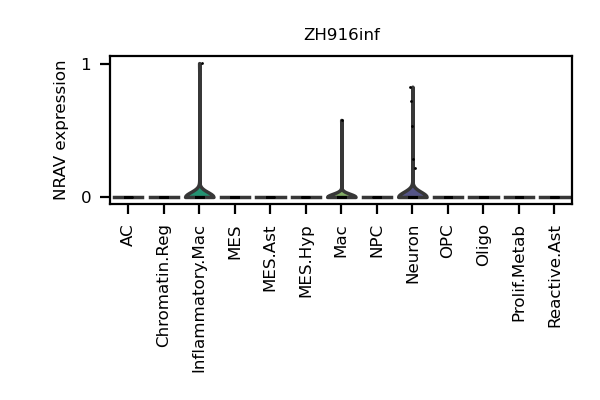 ZH916inf
NRAV expression
1
0
AC
Chromatin.Reg
Inflammatory.Mac
MES
MES.Ast
MES.Hyp
Mac
NPC
Neuron
OPC
Oligo
Prolif.Metab
Reactive.Ast